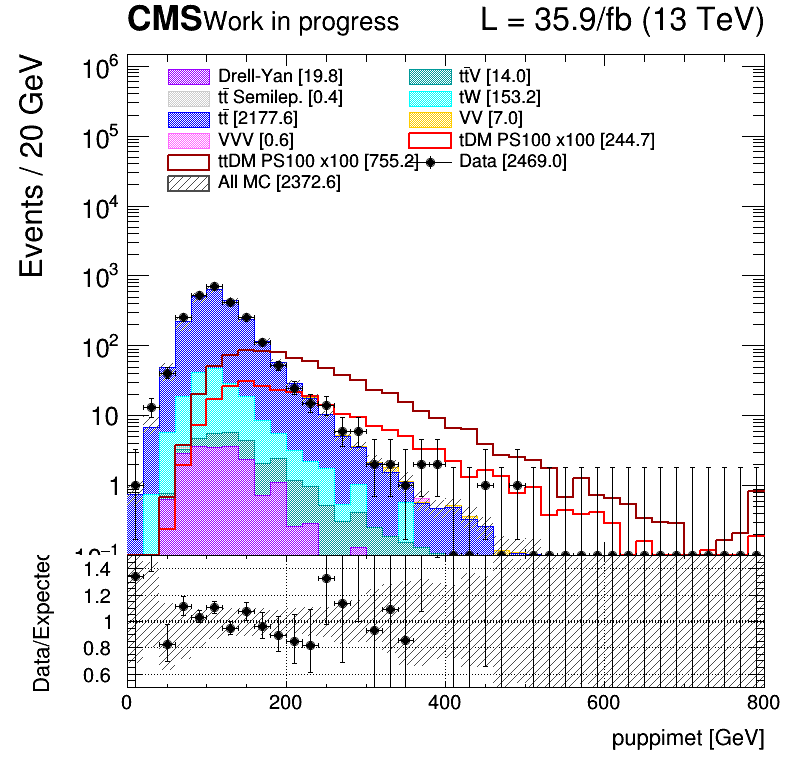 CMS Work in progress L = 35.9/fb (13 TeV)
Events / 20 GeV
10⁶
10⁵
10⁴
10³
10²
10
1
10⁻¹
Drell-Yan [19.8]
tt̄ Semilep. [0.4]
tt̄ [2177.6]
VVV [0.6]
ttDM PS100 x100 [755.2]
All MC [2372.6]
tt̄V [14.0]
tW [153.2]
VV [7.0]
tDM PS100 x100 [244.7]
Data [2469.0]
Data/Expected
1.4
1.2
1
0.8
0.6
0 200 400 600 800
puppimet [GeV]